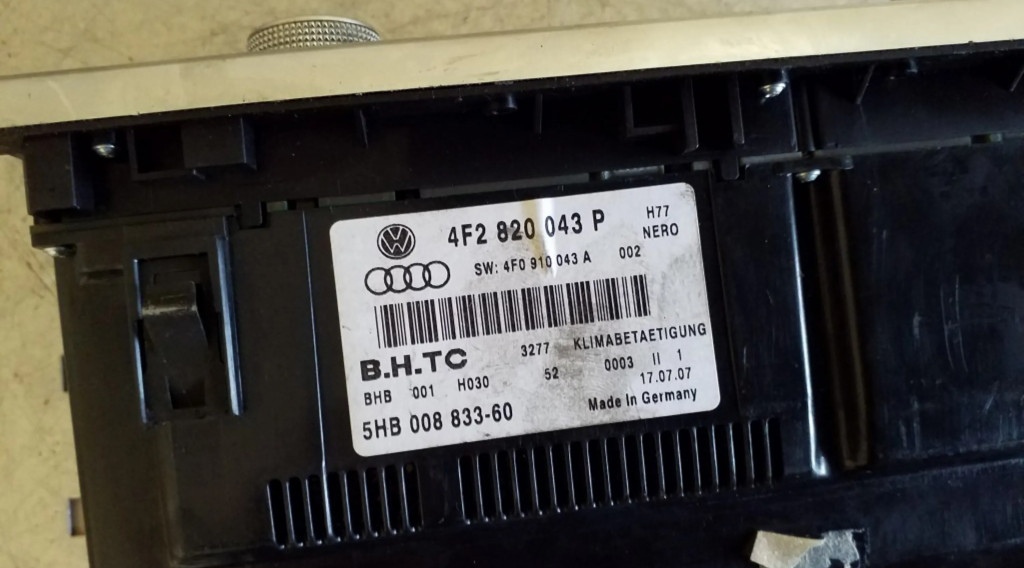 4F2 820 043 P H77
NERO
SW: 4F0 910 043 A 002
B.H.TC 3277 KLIMABETAETIGUNG
BHB 001 H030 52 0003 II 1
17.07.07
5HB 008 833-60 Made in Germany